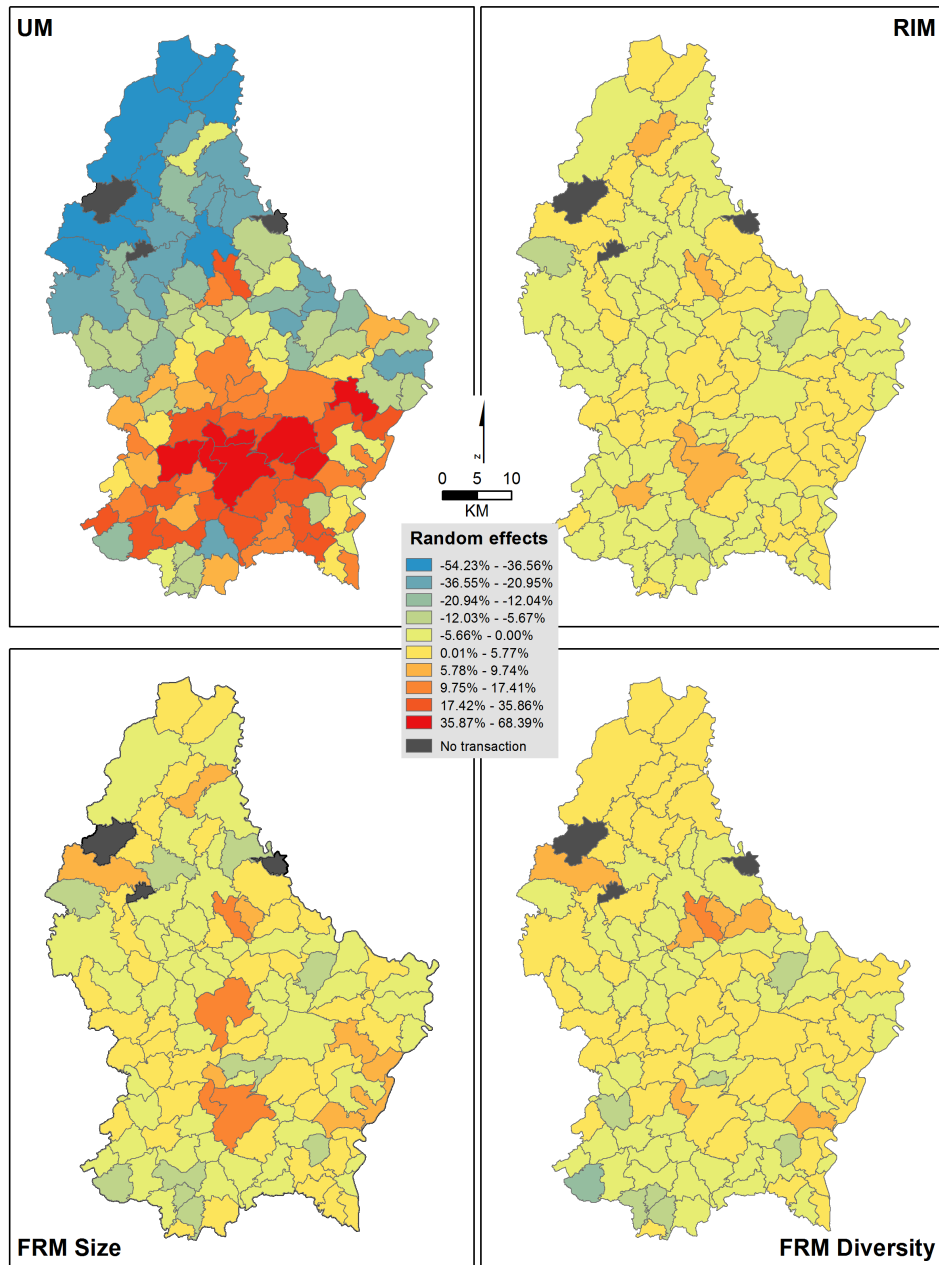 UM
RIM
N
0 5 10
KM
Random effects
-54.23% - -36.56%
-36.55% - -20.95%
-20.94% - -12.04%
-12.03% - -5.67%
-5.66% - 0.00%
0.01% - 5.77%
5.78% - 9.74%
9.75% - 17.41%
17.42% - 35.86%
35.87% - 68.39%
No transaction
FRM Size
FRM Diversity